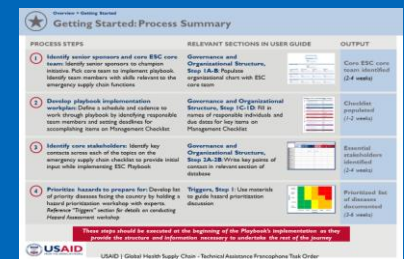 Overview > Getting Started
Getting Started: Process Summary
PROCESS STEPS
RELEVANT SECTIONS IN USER GUIDE
OUTPUT
1
Identify senior sponsors and core ESC core
team: Identify senior sponsors to champion
initiative. Pick core team to implement playbook.
Identify team members with skills relevant to the
emergency supply chain functions
Governance and
Organizational Structure,
Step 1A-B: Populate
organizational chart with ESC
core team
Core ESC core
team identified
(2-4 weeks)
2
Develop playbook implementation
workplan: Define a schedule and cadence to
work through playbook by identifying responsible
team members and setting deadlines for
accomplishing items on Management Checklist
Governance and Organizational
Structure, Step 1C-1D: Fill in
names of responsible individuals and
due dates for key items on
Management Checklist
Checklist
populated
(1-2 weeks)
3
Identify core stakeholders: Identify key
contacts across each of the topics on the
emergency supply chain checklist to provide initial
input while implementing ESC Playbook
Governance and
Organizational Structure,
Step 2A-2B: Write key points of
contact in relevant section of
database
Essential
stakeholders
identified
(2-4 weeks)
4
Prioritize hazards to prepare for: Develop list
of priority diseases facing the country by holding a
hazard prioritization workshop with experts.
Reference "Triggers" section for details on conducting
Hazard Assessment workshop
Triggers, Step 1: Use materials
to guide hazard prioritization
discussion
Prioritized list
of diseases
documented
(3-6 weeks)
These steps should be executed at the beginning of the Playbook's implementation as they
provide the structure and information necessary to undertake the rest of the journey
USAID
USAID | Global Health Supply Chain - Technical Assistance Francophone Task Order